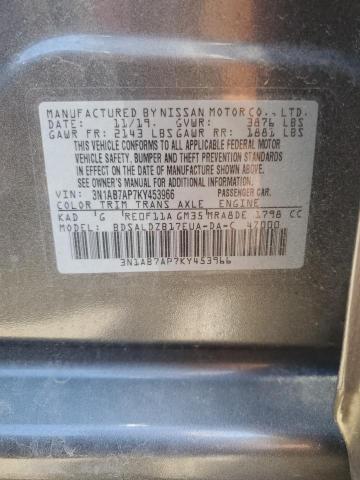 MANUFACTURED BY NISSAN MOTOR CO., LTD.
DATE: 11/19. GVWR: 3876 LBS
GAWR FR: 2143 LBS GAWR RR: 1881 LBS
THIS VEHICLE CONFORMS TO ALL APPLICABLE FEDERAL MOTOR
VEHICLE SAFETY, BUMPER AND THEFT PREVENTION STANDARDS
IN EFFECT ON THE DATE OF MANUFACTURE SHOWN ABOVE.
SEE OWNER'S MANUAL FOR ADDITIONAL INFORMATION.
VIN: 3N1AB7AP7KY453966 PASSENGER CAR.
COLOR TRIM TRANS AXLE ENGINE
KAD G RE0F11A GM35 MRA8DE 1798 CC
MODEL: BDSALDZB17EUA-DA-C 47000
3N1AB7AP7KY453966